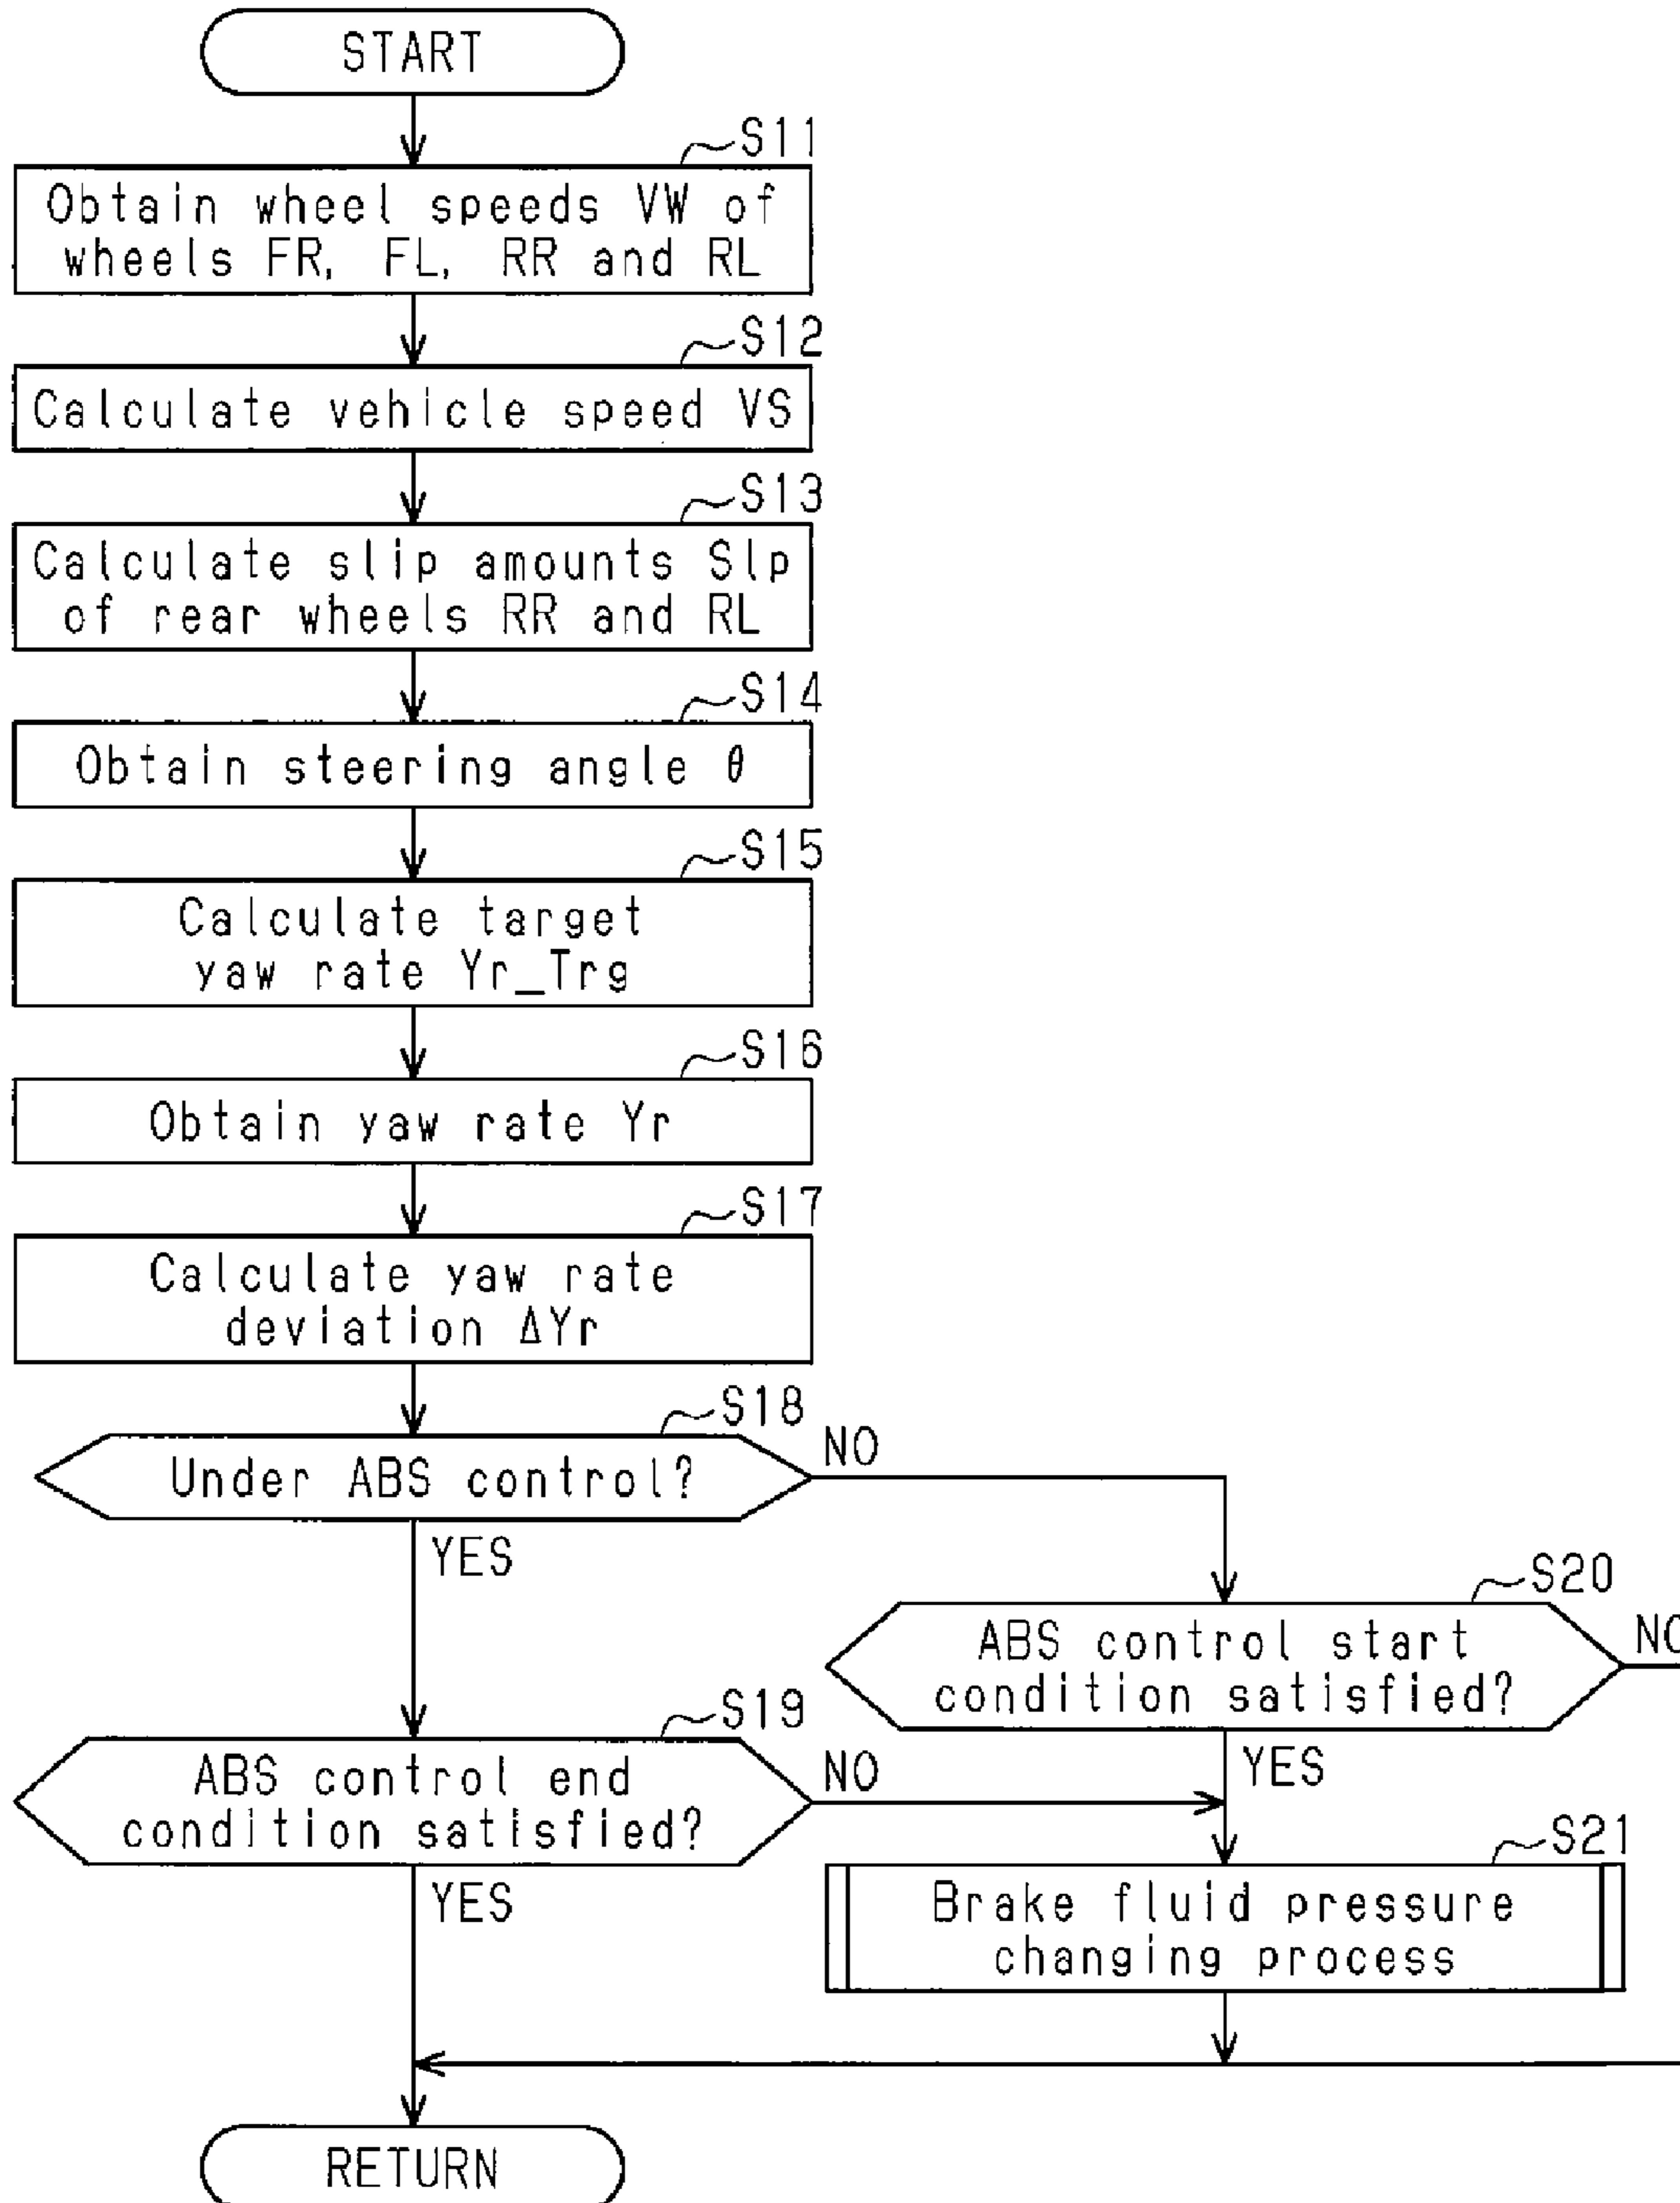 START
S11
Obtain wheel speeds VW of
wheels FR, FL, RR and RL
S12
Calculate vehicle speed VS
S13
Calculate slip amounts Slp
of rear wheels RR and RL
S14
Obtain steering angle θ
S15
Calculate target
yaw rate Yr_Trg
S16
Obtain yaw rate Yr
S17
Calculate yaw rate
deviation ΔYr
S18
Under ABS control?
NO
YES
S20
ABS control start
condition satisfied?
NO
YES
S19
ABS control end
condition satisfied?
NO
YES
S21
Brake fluid pressure
changing process
RETURN